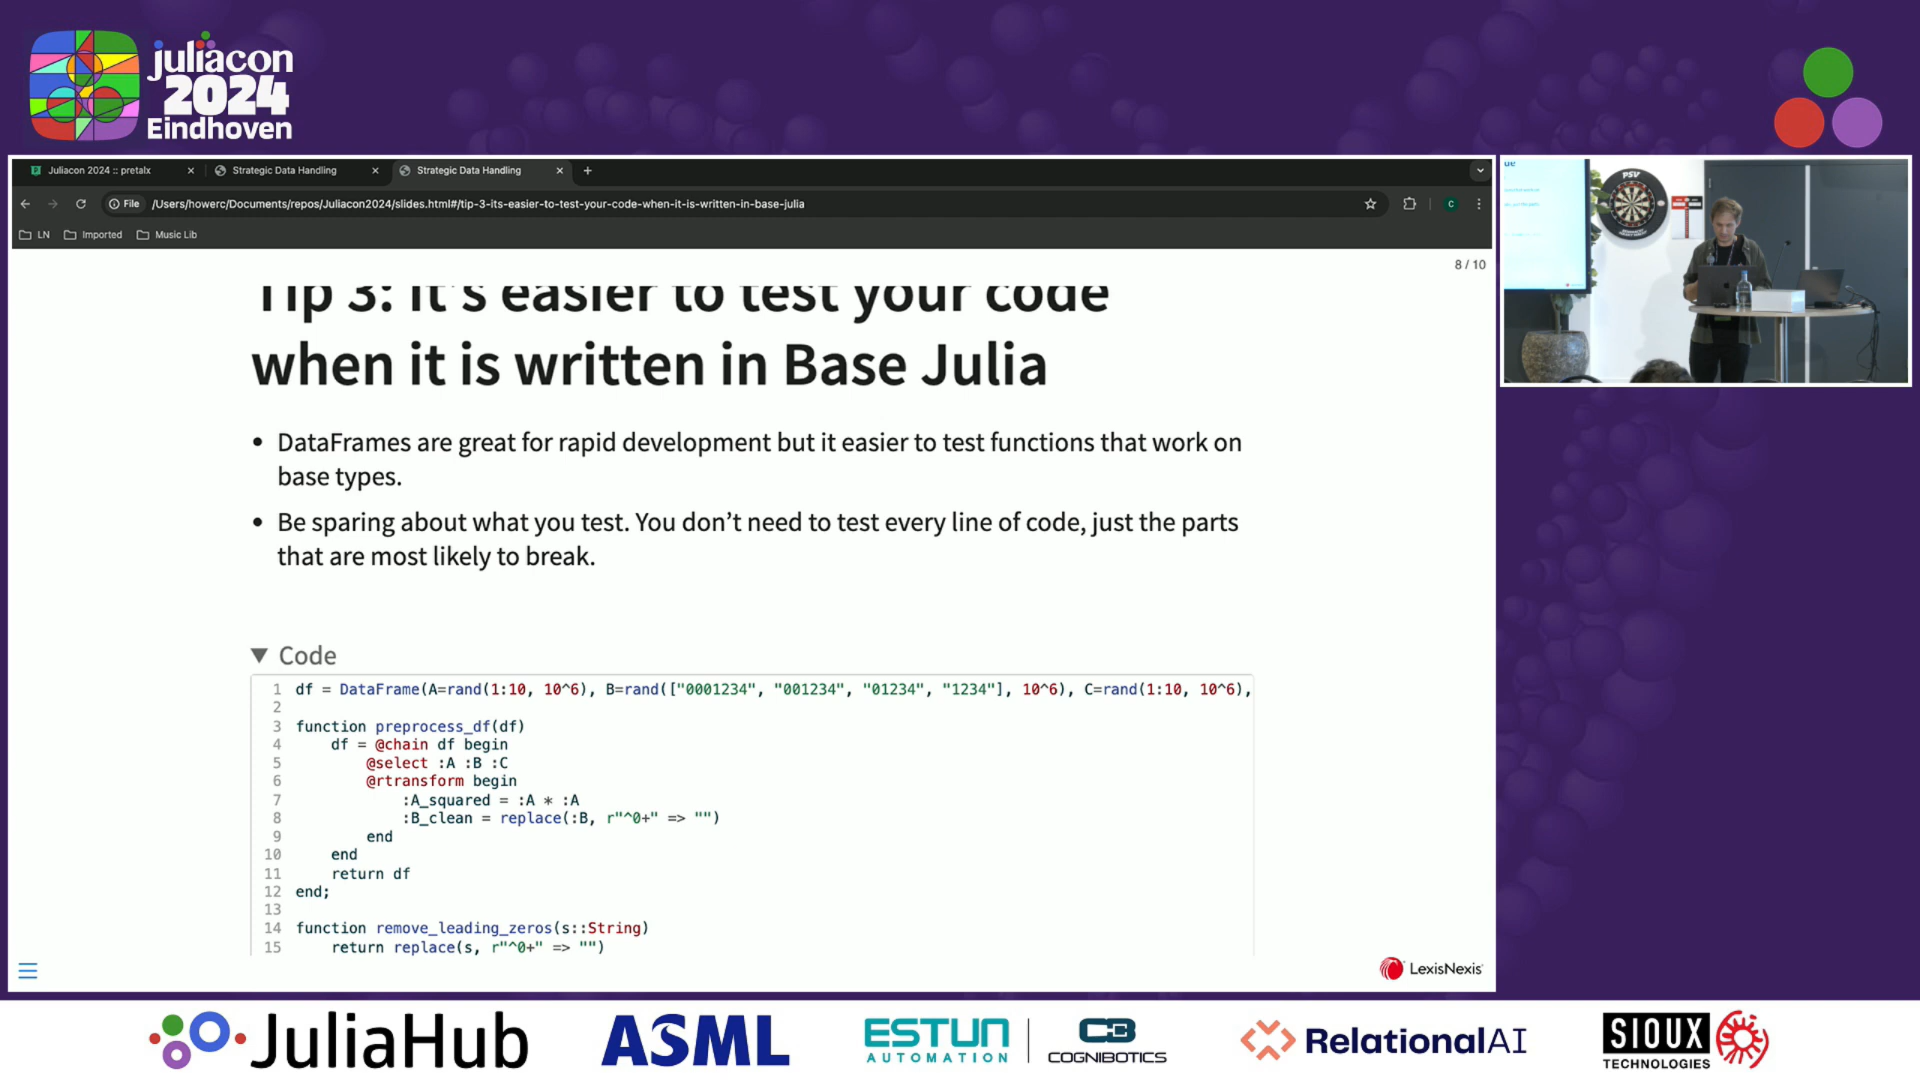 juliacon
2024
Eindhoven
Juliacon 2024 :: pretalx
Strategic Data Handling
Strategic Data Handling
File
/Users/howerc/Documents/repos/Juliacon2024/slides.html#/tip-3-its-easier-to-test-your-code-when-it-is-written-in-base-julia
C
LN
Imported
Music Lib
8 / 10
Tip 3: It's easier to test your code
when it is written in Base Julia
• DataFrames are great for rapid development but it easier to test functions that work on
base types.
• Be sparing about what you test. You don’t need to test every line of code, just the parts
that are most likely to break.
▼ Code
1 df = DataFrame(A=rand(1:10, 10^6), B=rand(["0001234", "001234", "01234", "1234"], 10^6), C=rand(1:10, 10^6),
2
3 function preprocess_df(df)
4     df = @chain df begin
5         @select :A :B :C
6         @rtransform begin
7             :A_squared = :A * :A
8             :B_clean = replace(:B, r"^0+" => "")
9         end
10     end
11     return df
12 end;
13
14 function remove_leading_zeros(s::String)
15     return replace(s, r"^0+" => "")
LexisNexis
ue
PSV
JuliaHub
ASML
ESTUN
AUTOMATION
COGNIBOTICS
RelationalAI
SIOUX
TECHNOLOGIES